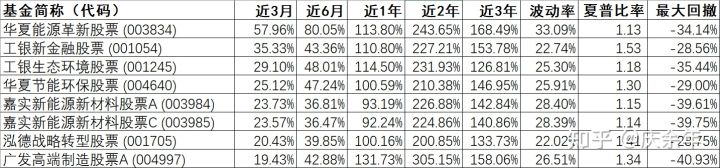 基金简称（代码） 近3月 近6月 近1年 近2年 近3年 波动率 夏普比率 最大回撤
华夏能源革新股票 (003834) 57.96% 80.05% 113.80% 243.65% 168.49% 33.09% 1.13 -34.14%
工银新金融股票 (001054) 35.33% 43.36% 110.80% 227.21% 153.78% 22.74% 1.53 -28.56%
工银生态环境股票 (001245) 29.10% 48.01% 114.50% 231.93% 126.81% 25.30% 1.18 -35.44%
华夏节能环保股票 (004640) 25.12% 47.24% 100.59% 210.38% 146.95% 25.91% 1.30 -29.00%
嘉实新能源新材料股票A (003984) 23.73% 36.81% 93.19% 226.88% 142.84% 28.40% 1.15 -39.61%
嘉实新能源新材料股票C (003985) 23.57% 36.47% 92.24% 224.86% 140.81% 28.39% 1.14 -39.75%
泓德战略转型股票 (001705) 20.43% 39.85% 100.16% 200.85% 133.73% 22.02% 1.41
广发高端制造股票A (004997) 19.43% 42.88% 131.73% 305.15% 158.06% 26.51% 1.34 -40.93%
知乎 @庆余年